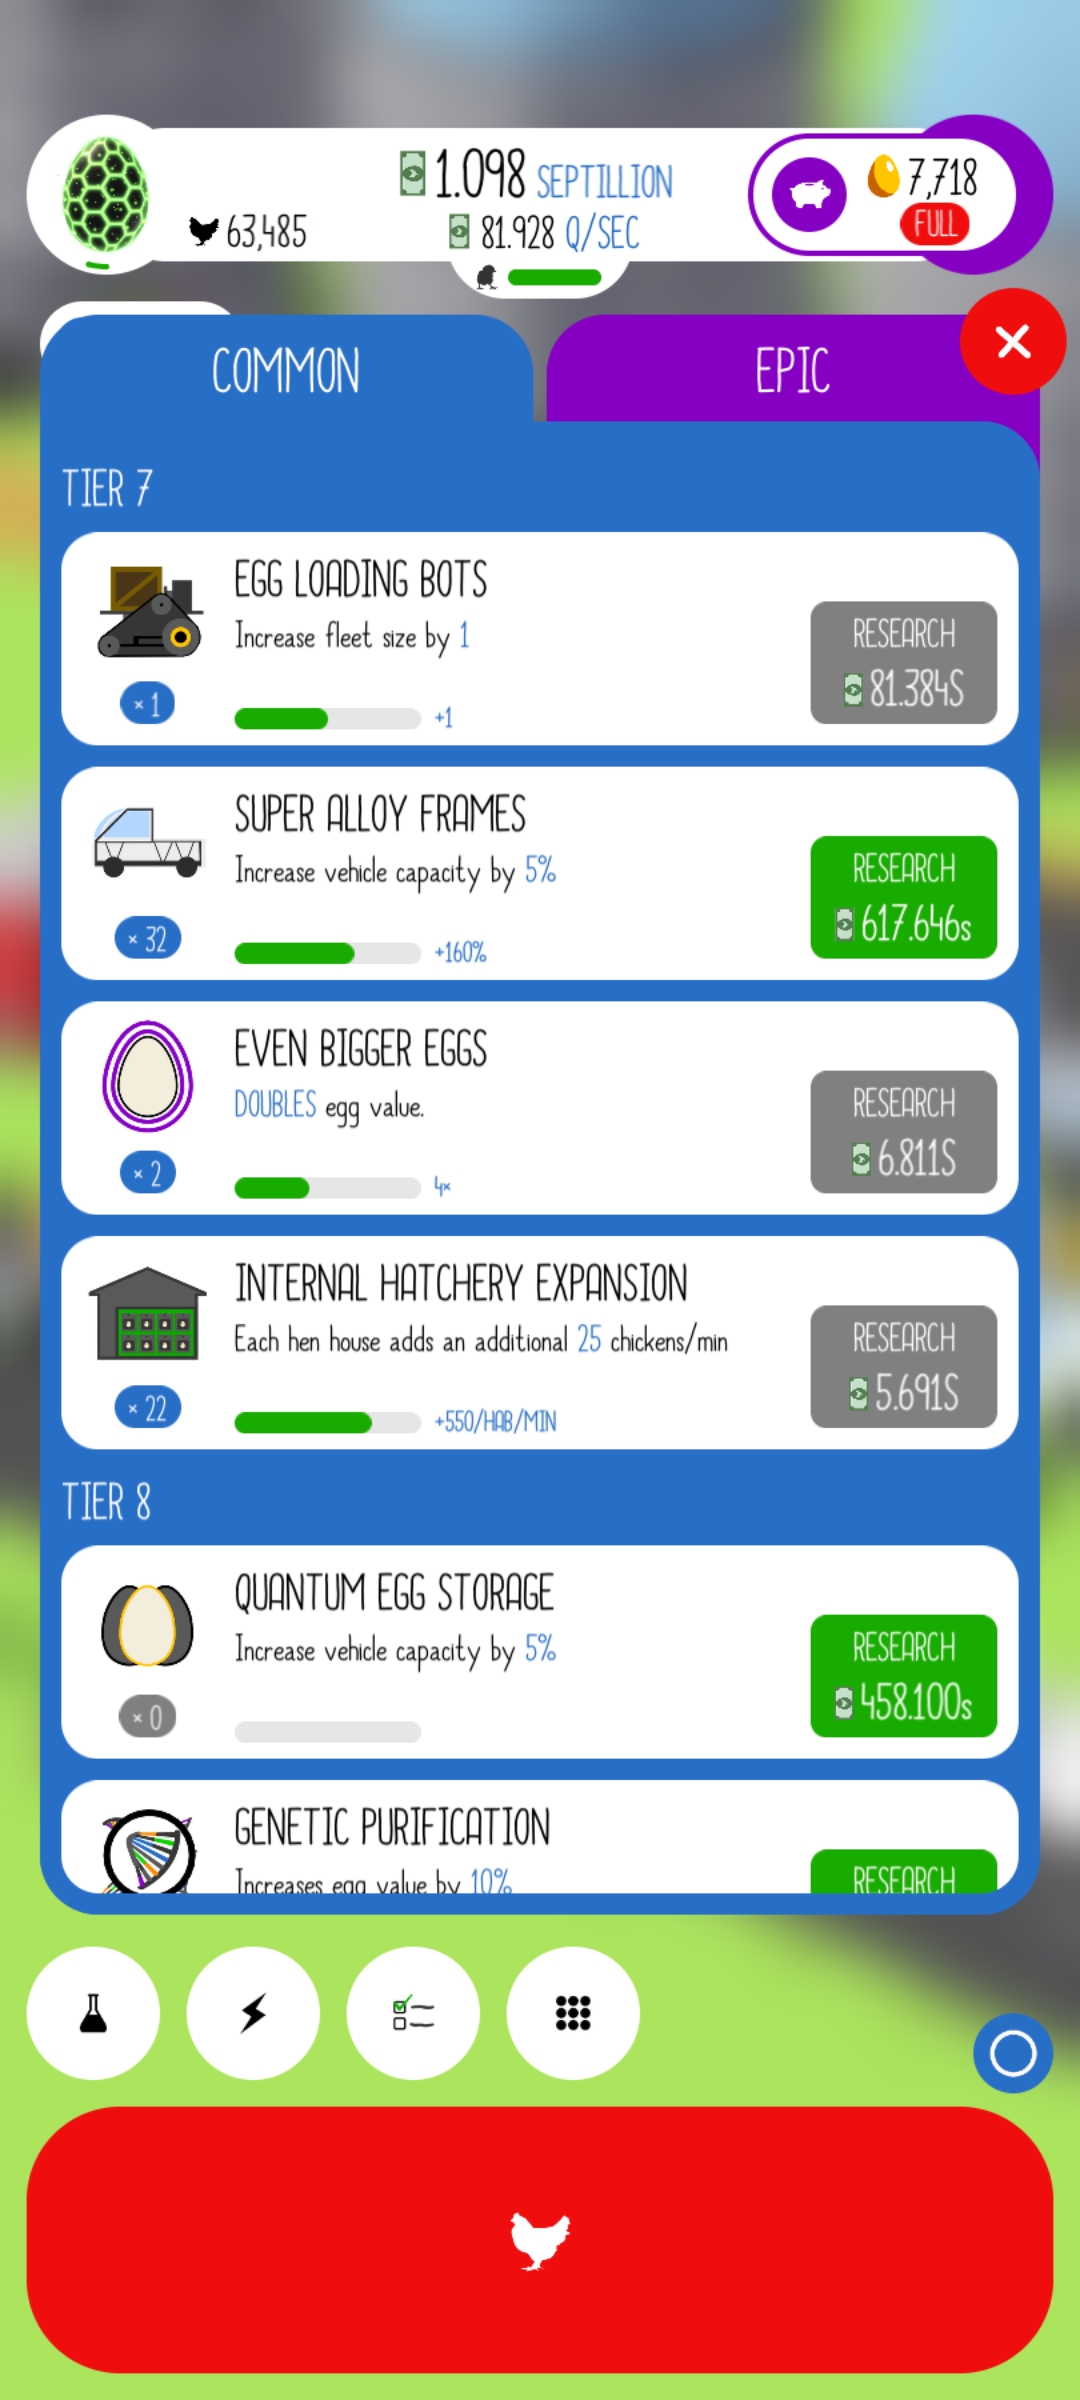 1.098 SEPTILLION
7,718
63,485
81.928 Q/SEC
FULL
COMMON
EPIC
TIER 7
EGG LOADING BOTS
Increase fleet size by 1
RESEARCH
81.384S
× 1
+1
SUPER ALLOY FRAMES
Increase vehicle capacity by 5%
RESEARCH
617.646s
× 32
+160%
EVEN BIGGER EGGS
DOUBLES egg value.
RESEARCH
6.811S
× 2
4×
INTERNAL HATCHERY EXPANSION
Each hen house adds an additional 25 chickens/min
RESEARCH
5.691S
× 22
+550/HAB/MIN
TIER 8
QUANTUM EGG STORAGE
Increase vehicle capacity by 5%
RESEARCH
458.100s
× 0
GENETIC PURIFICATION
Increases egg value by 10%
RESEARCH